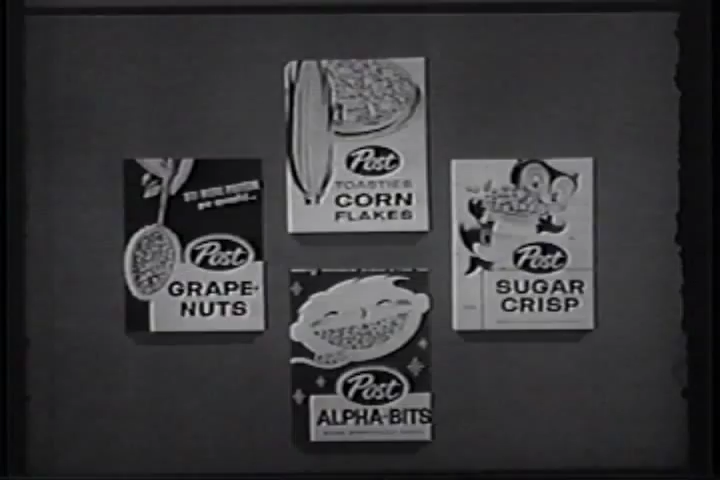 Post
TOASTIES
CORN
FLAKES
Post
GRAPE-
NUTS
Post
SUGAR
CRISP
Post
ALPHA-BITS